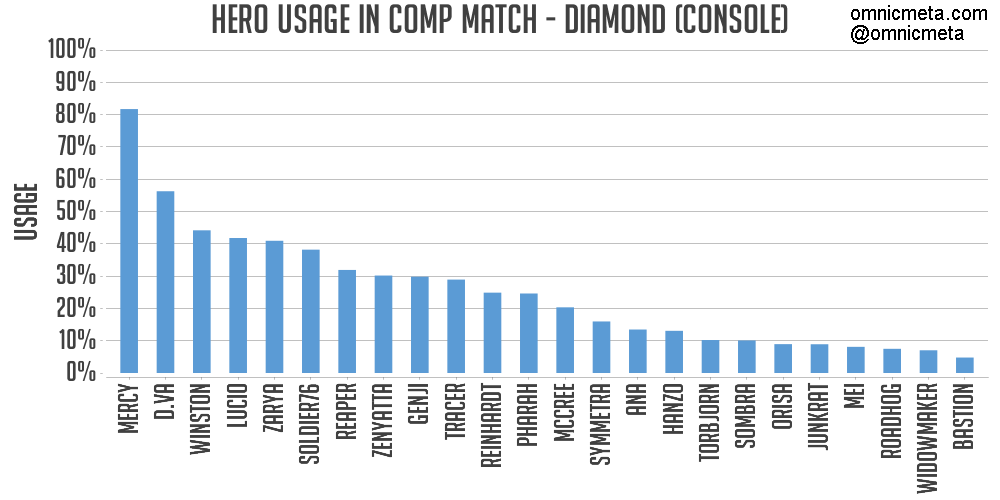 HERO USAGE IN COMP MATCH - DIAMOND (CONSOLE)
omnicmeta.com
@omnicmeta
USAGE
100%
90%
80%
70%
60%
50%
40%
30%
20%
10%
0%
MERCY
D.VA
WINSTON
LUCIO
ZARYA
SOLDIER76
REAPER
ZENYATTA
GENJI
TRACER
REINHARDT
PHARAH
MCCREE
SYMMETRA
ANA
HANZO
TORBJORN
SOMBRA
ORISA
JUNKRAT
MEI
ROADHOG
WIDOWMAKER
BASTION